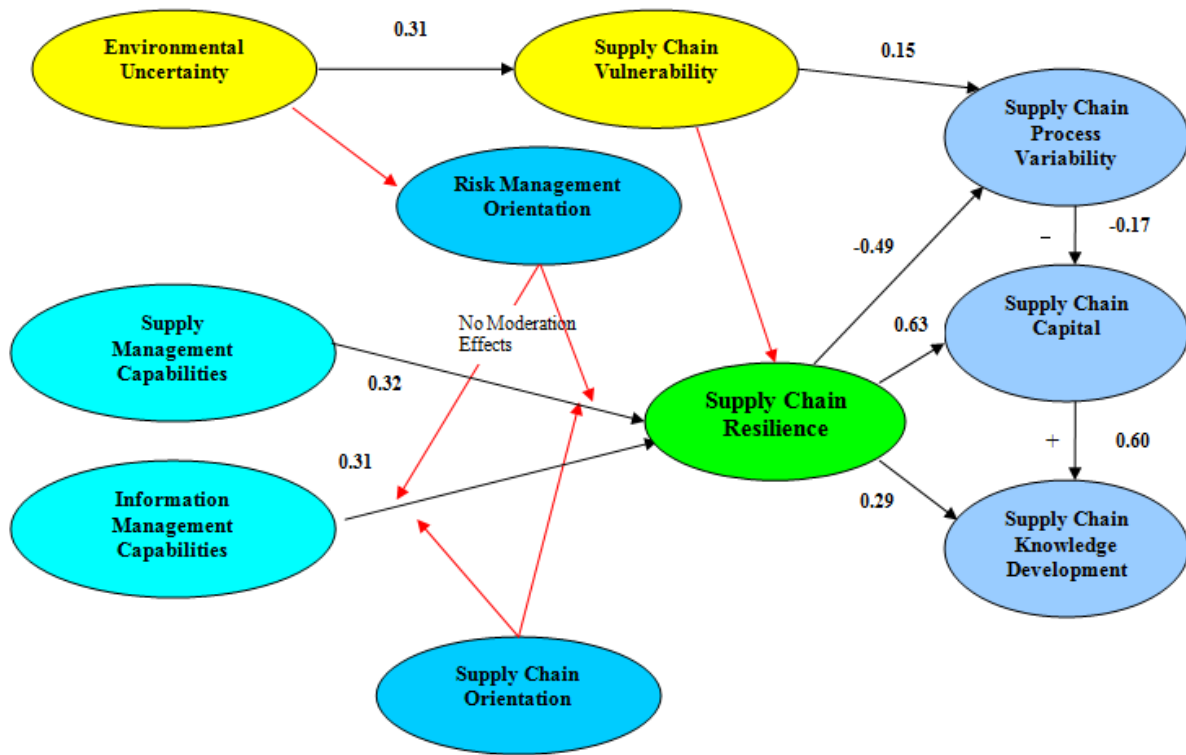 Environmental
Uncertainty
0.31
Supply Chain
Vulnerability
0.15
Supply Chain
Process
Variability
Risk Management
Orientation
-0.49
–
-0.17
Supply
Management
Capabilities
No Moderation
Effects
0.63
Supply Chain
Capital
0.32
Supply Chain
Resilience
+
0.60
0.31
Information
Management
Capabilities
0.29
Supply Chain
Knowledge
Development
Supply Chain
Orientation